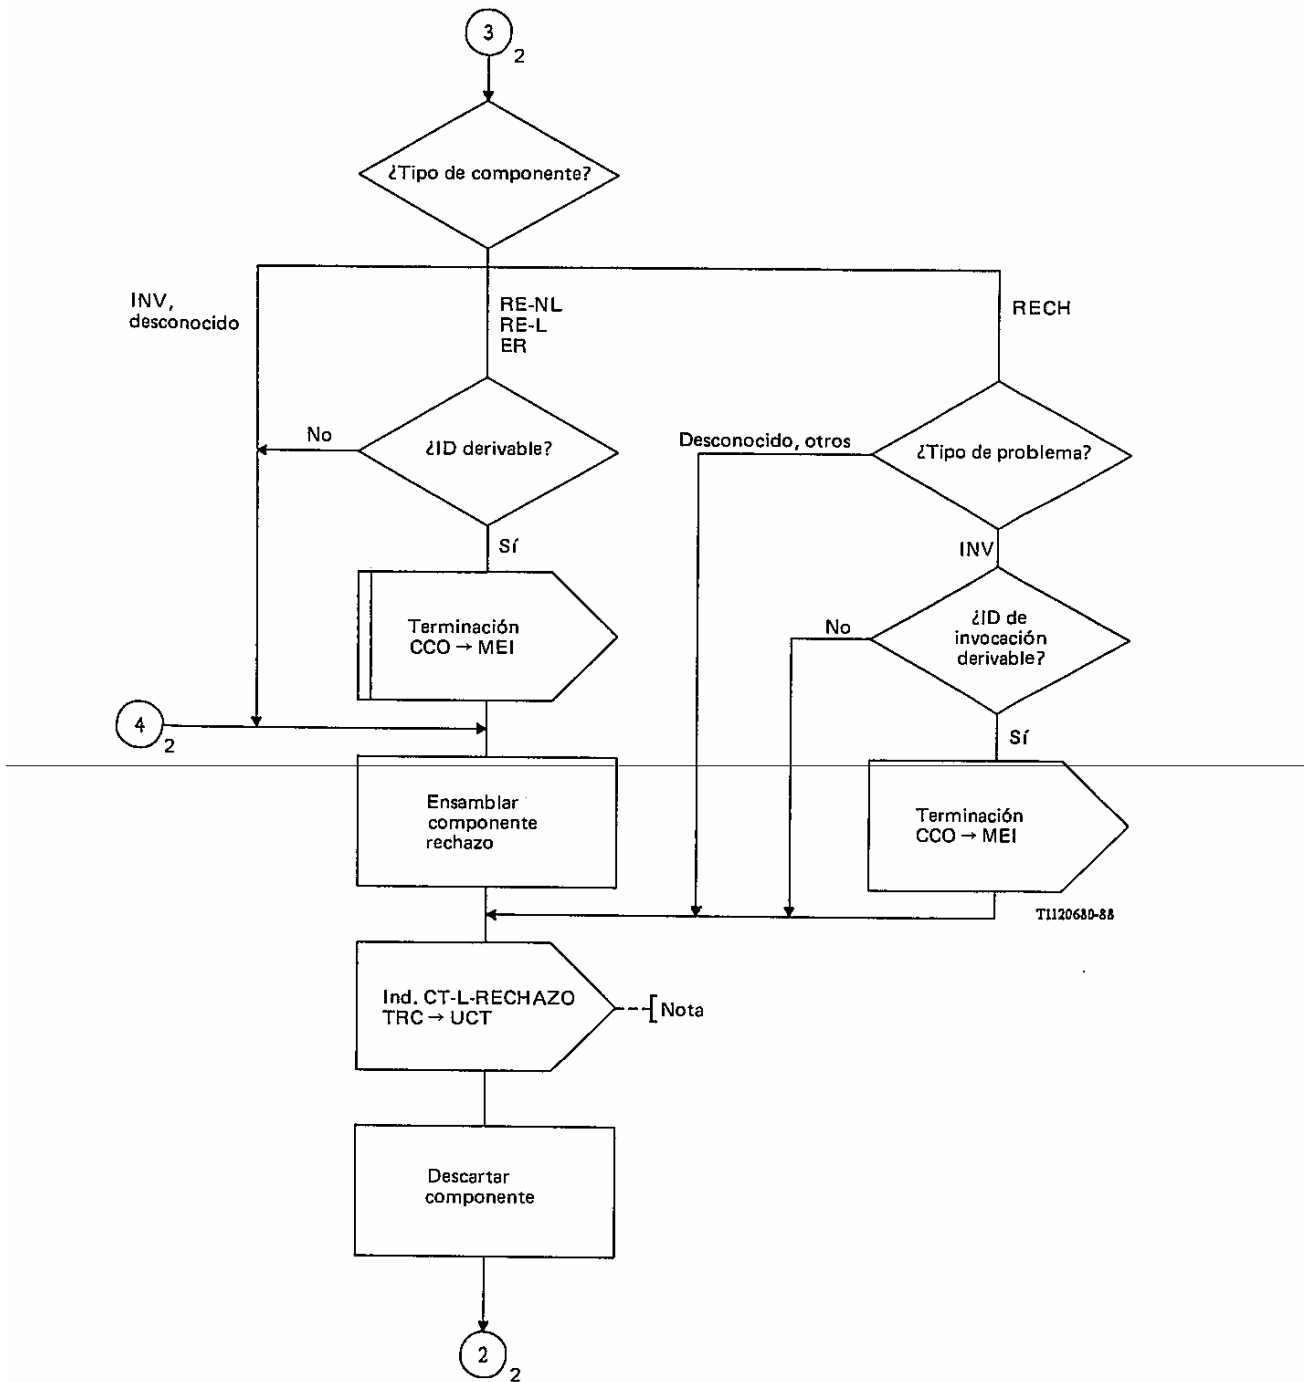 3
2
¿Tipo de componente?
INV,
desconocido
RE-NL
RE-L
ER
RECH
No
¿ID derivable?
Desconocido, otros
¿Tipo de problema?
Sí
INV
Terminación
CCO → MEI
No
¿ID de
invocación
derivable?
4
2
Sí
Ensamblar
componente
rechazo
Terminación
CCO → MEI
T1120680-88
Ind. CT-L-RECHAZO
TRC → UCT
Nota
Descartar
componente
2
2